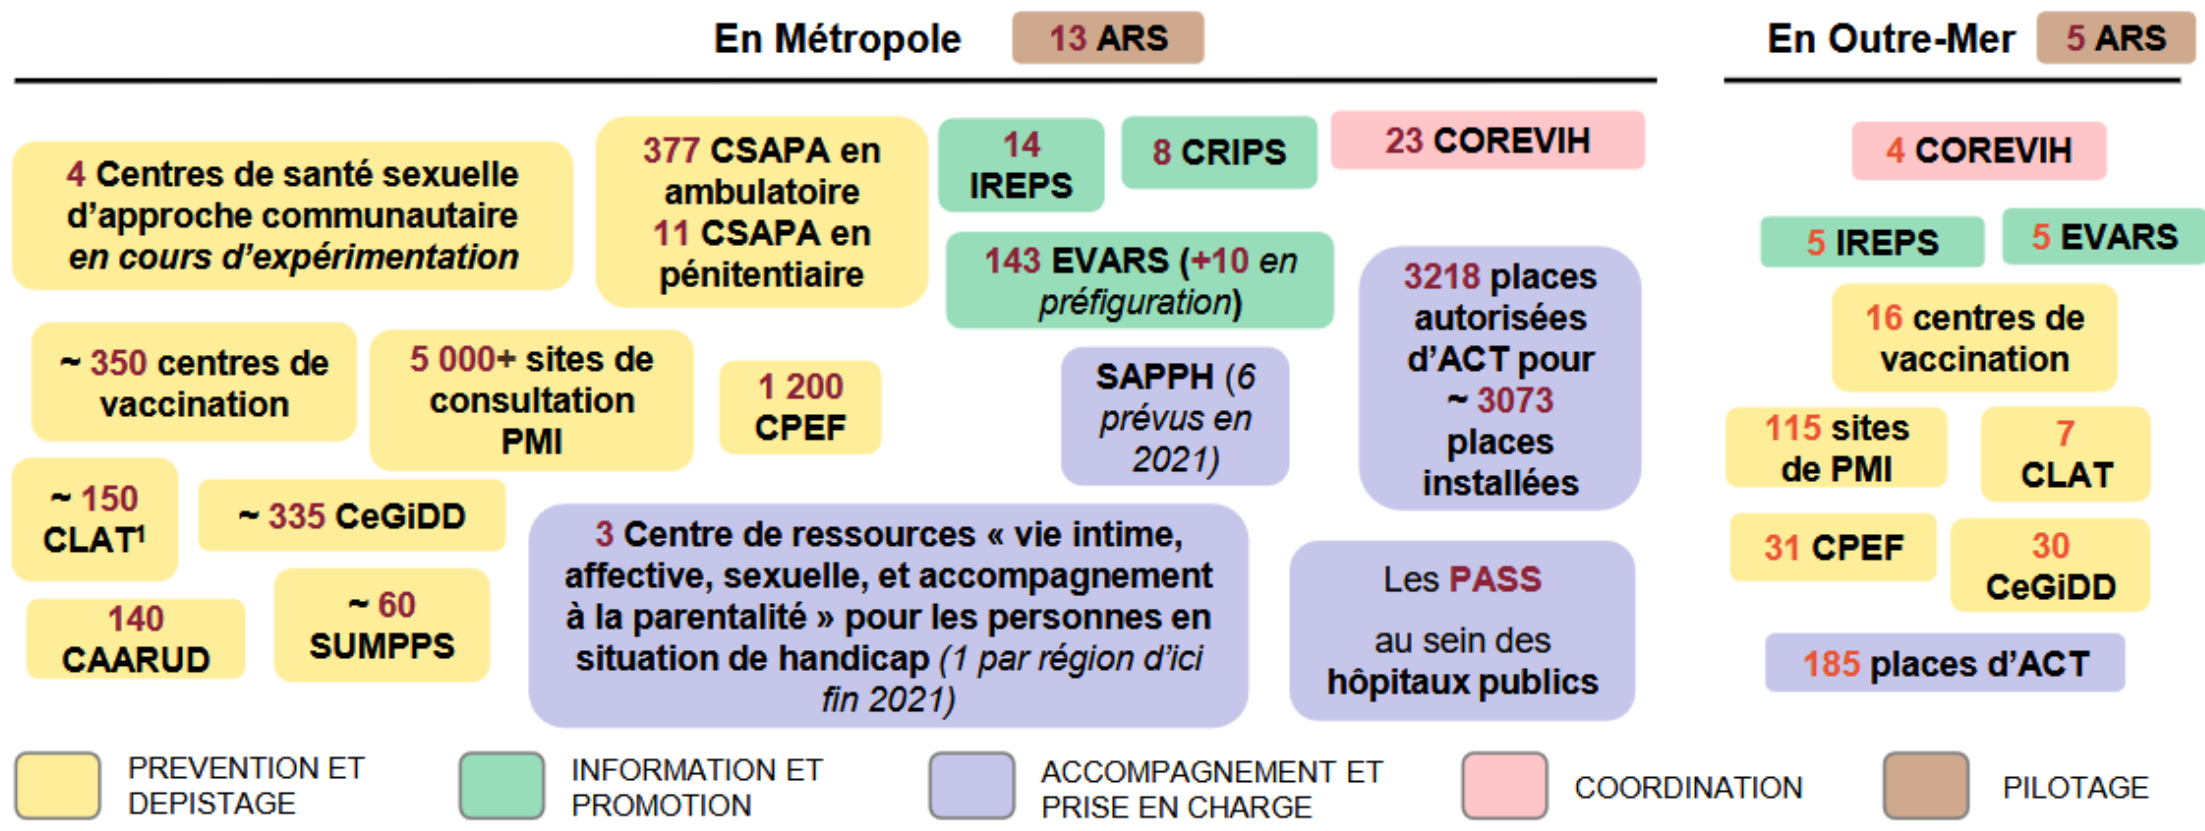 En Métropole
13 ARS
4 Centres de santé sexuelle
d'approche communautaire
en cours d'expérimentation
377 CSAPA en
ambulatoire
11 CSAPA en
pénitentiaire
14
IREPS
8 CRIPS
23 COREVIH
143 EVARS (+10 en
préfiguration)
3218 places
autorisées
d'ACT pour
~ 3073
places
installées
~ 350 centres de
vaccination
5 000+ sites de
consultation
PMI
1 200
CPEF
SAPPH (6
prévus en
2021)
~ 150
CLAT¹
~ 335 CeGiDD
140
CAARUD
~ 60
SUMPPS
3 Centre de ressources « vie intime,
affective, sexuelle, et accompagnement
à la parentalité » pour les personnes en
situation de handicap (1 par région d'ici
fin 2021)
Les PASS
au sein des
hôpitaux publics
En Outre-Mer
5 ARS
4 COREVIH
5 IREPS
5 EVARS
16 centres de
vaccination
115 sites
de PMI
7
CLAT
31 CPEF
30
CeGiDD
185 places d'ACT
PREVENTION ET
DEPISTAGE
INFORMATION ET
PROMOTION
ACCOMPAGNEMENT ET
PRISE EN CHARGE
COORDINATION
PILOTAGE